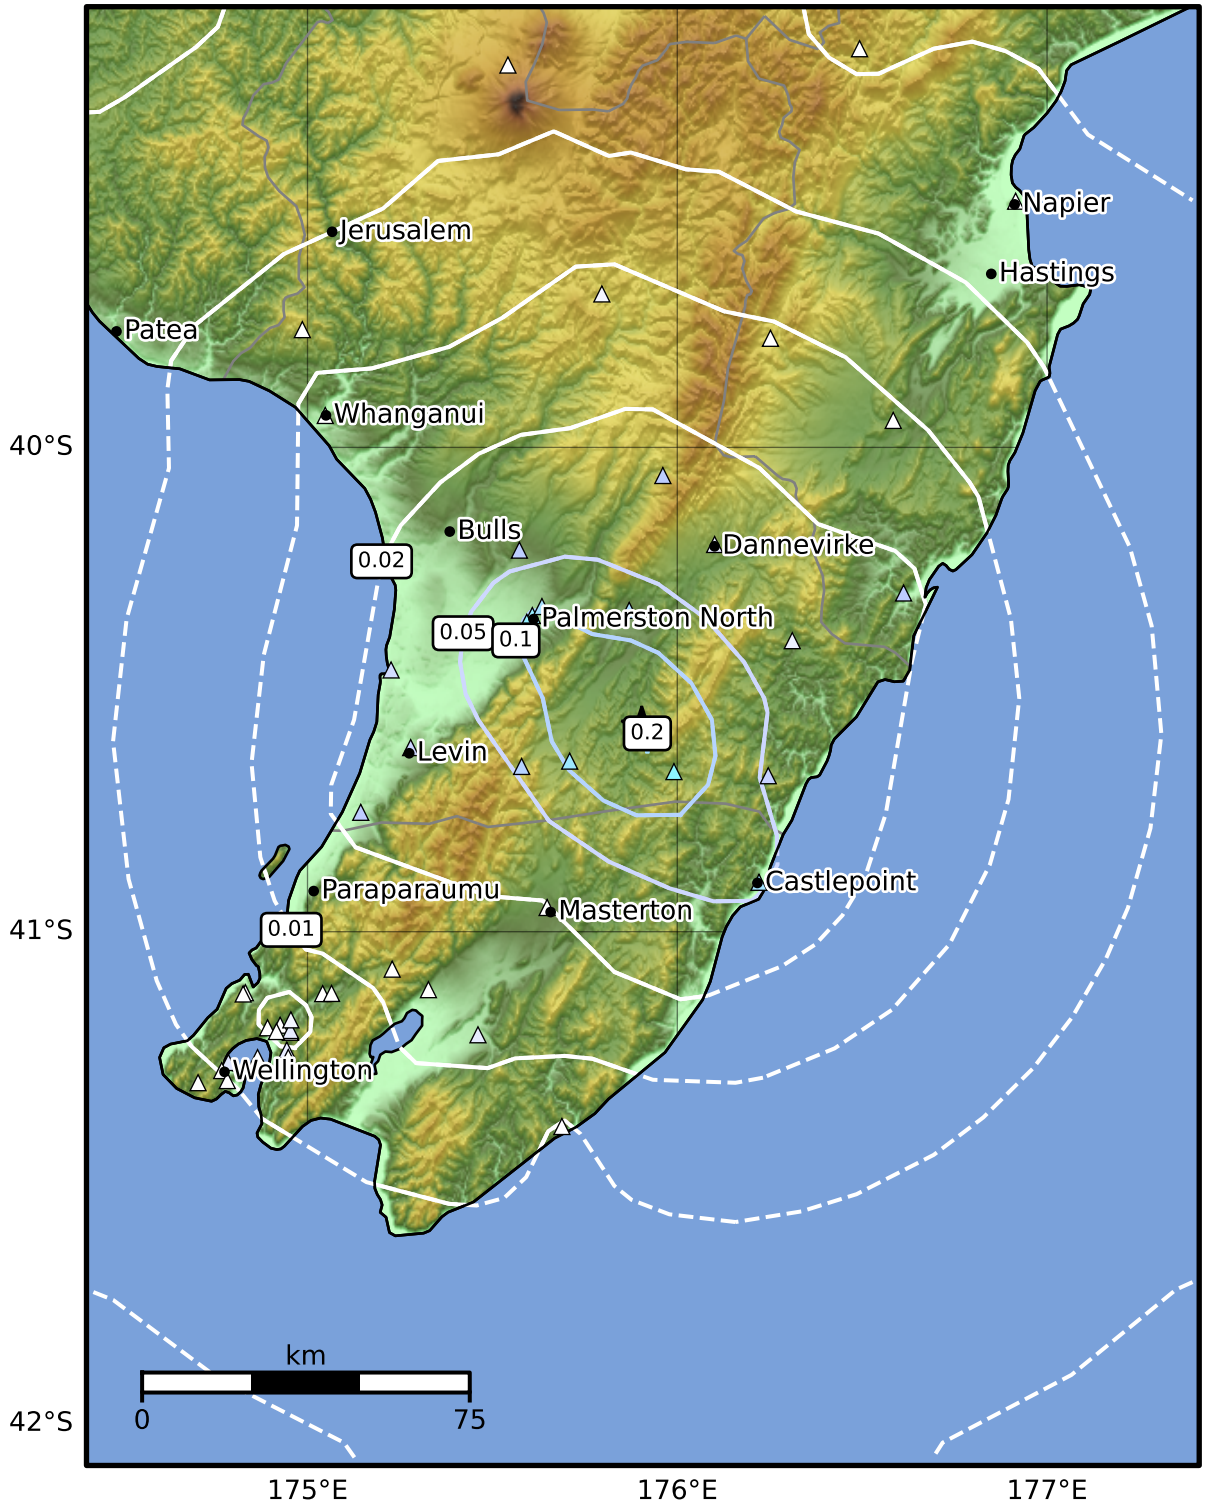 Napier
Jerusalem
Hastings
Patea
Whanganui
40°S
Bulls
Dannevirke
0.02
Palmerston North
0.05
0.1
0.2
Levin
Castlepoint
Paraparaumu
Masterton
0.01
41°S
Wellington
km
0
75
42°S
175°E
176°E
177°E